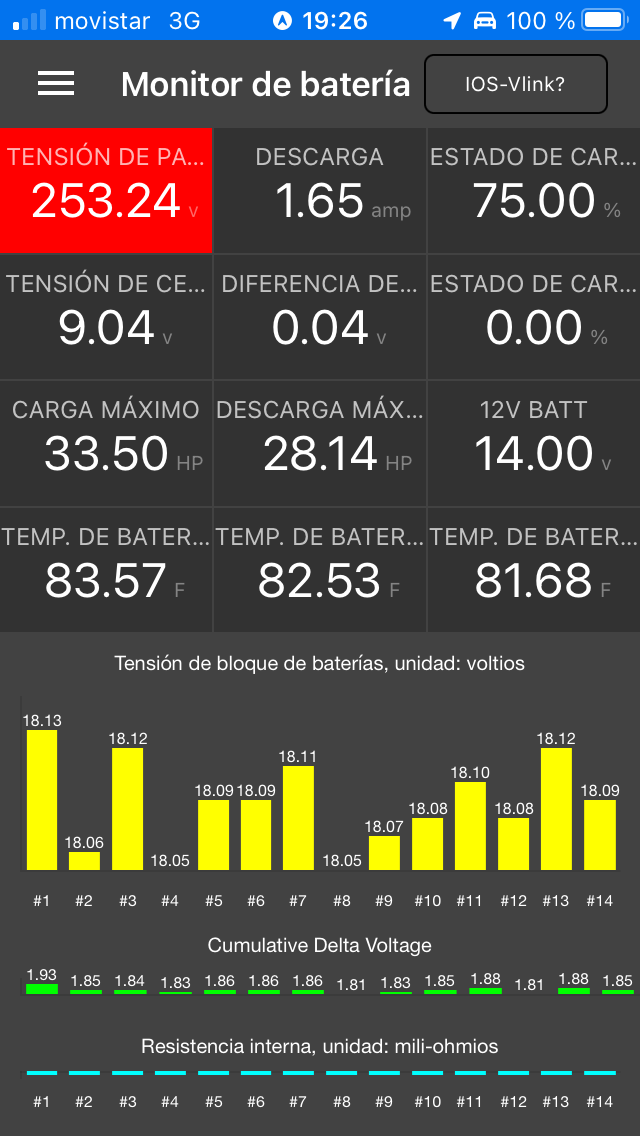 movistar 3G 19:26 100 %
Monitor de batería IOS-Vlink?
TENSIÓN DE PA... DESCARGA ESTADO DE CAR...
253.24 v 1.65 amp 75.00 %
TENSIÓN DE CE... DIFERENCIA DE... ESTADO DE CAR...
9.04 v 0.04 v 0.00 %
CARGA MÁXIMO DESCARGA MÁX... 12V BATT
33.50 HP 28.14 HP 14.00 v
TEMP. DE BATER... TEMP. DE BATER... TEMP. DE BATER...
83.57 F 82.53 F 81.68 F
Tensión de bloque de baterías, unidad: voltios
18.13 18.06 18.12 18.05 18.09 18.09 18.11 18.05 18.07 18.08 18.10 18.08 18.12 18.09
#1 #2 #3 #4 #5 #6 #7 #8 #9 #10 #11 #12 #13 #14
Cumulative Delta Voltage
1.93 1.85 1.84 1.83 1.86 1.86 1.86 1.81 1.83 1.85 1.88 1.81 1.88 1.85
Resistencia interna, unidad: mili-ohmios
#1 #2 #3 #4 #5 #6 #7 #8 #9 #10 #11 #12 #13 #14